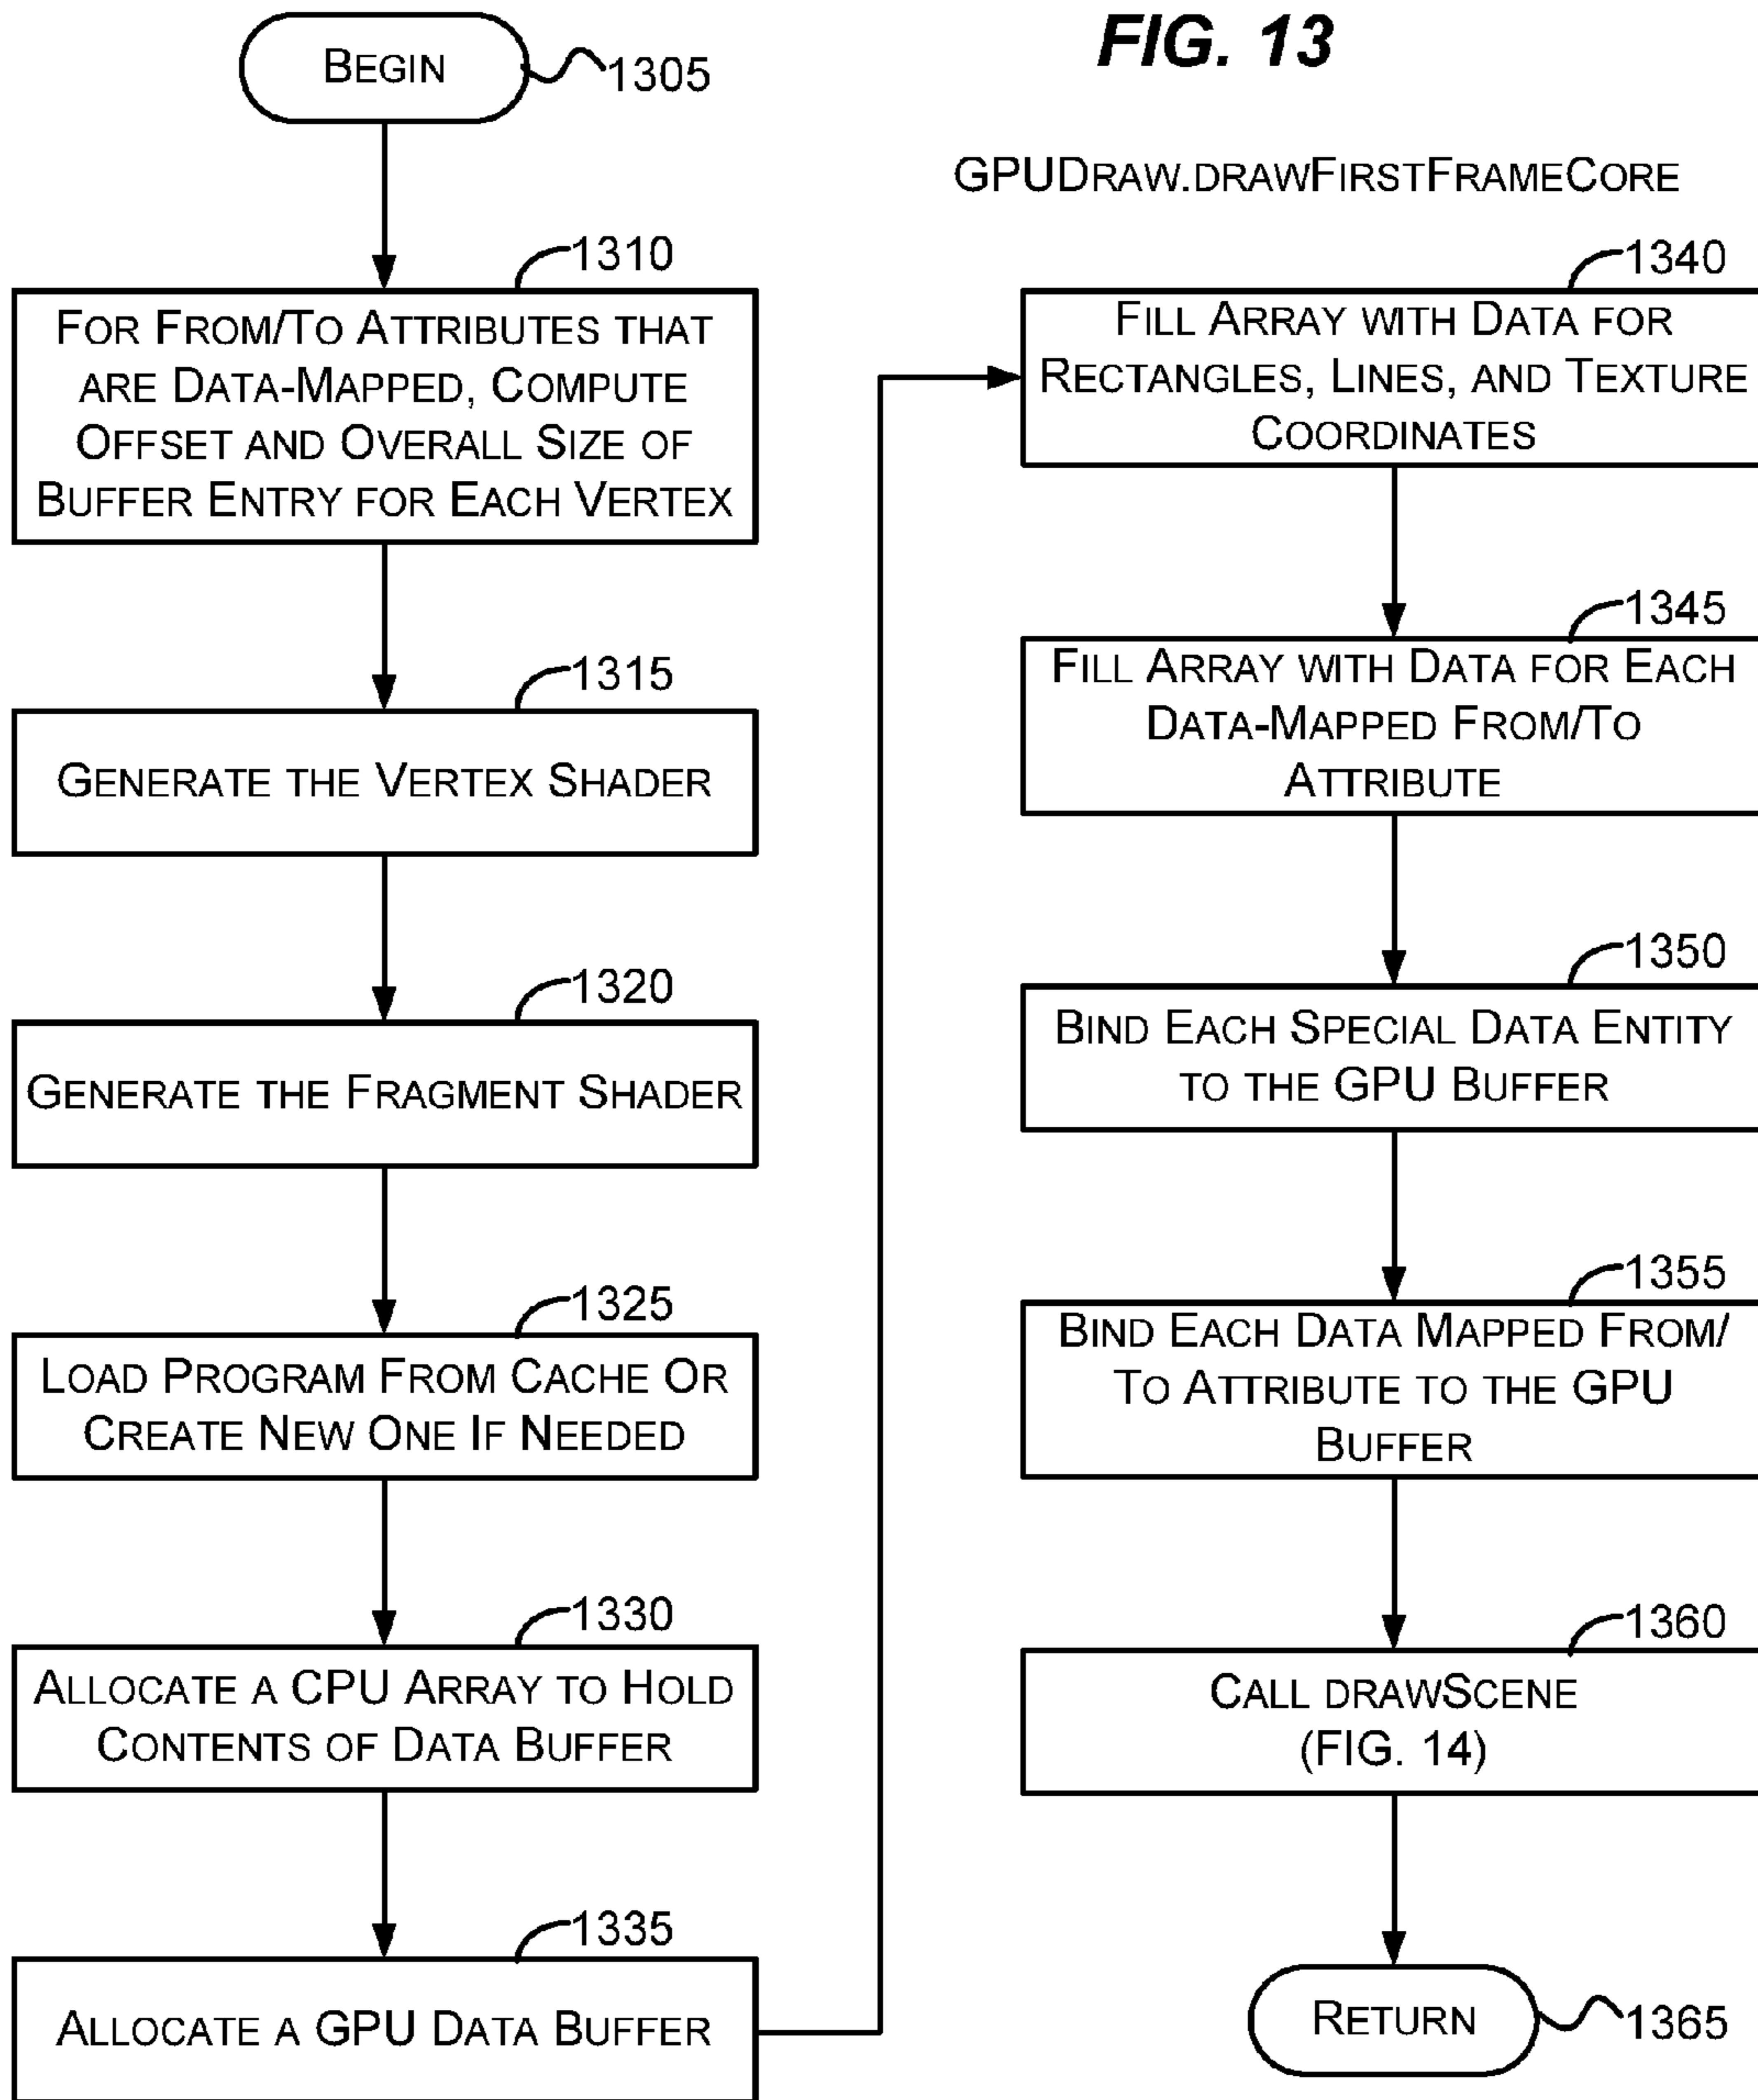 FIG. 13
GPUDRAW.DRAWFIRSTFRAMECORE
BEGIN
1305
1310
FOR FROM/TO ATTRIBUTES THAT
ARE DATA-MAPPED, COMPUTE
OFFSET AND OVERALL SIZE OF
BUFFER ENTRY FOR EACH VERTEX
1315
GENERATE THE VERTEX SHADER
1320
GENERATE THE FRAGMENT SHADER
1325
LOAD PROGRAM FROM CACHE OR
CREATE NEW ONE IF NEEDED
1330
ALLOCATE A CPU ARRAY TO HOLD
CONTENTS OF DATA BUFFER
1335
ALLOCATE A GPU DATA BUFFER
1340
FILL ARRAY WITH DATA FOR
RECTANGLES, LINES, AND TEXTURE
COORDINATES
1345
FILL ARRAY WITH DATA FOR EACH
DATA-MAPPED FROM/TO
ATTRIBUTE
1350
BIND EACH SPECIAL DATA ENTITY
TO THE GPU BUFFER
1355
BIND EACH DATA MAPPED FROM/
TO ATTRIBUTE TO THE GPU
BUFFER
1360
CALL DRAWSCENE
(FIG. 14)
RETURN
1365